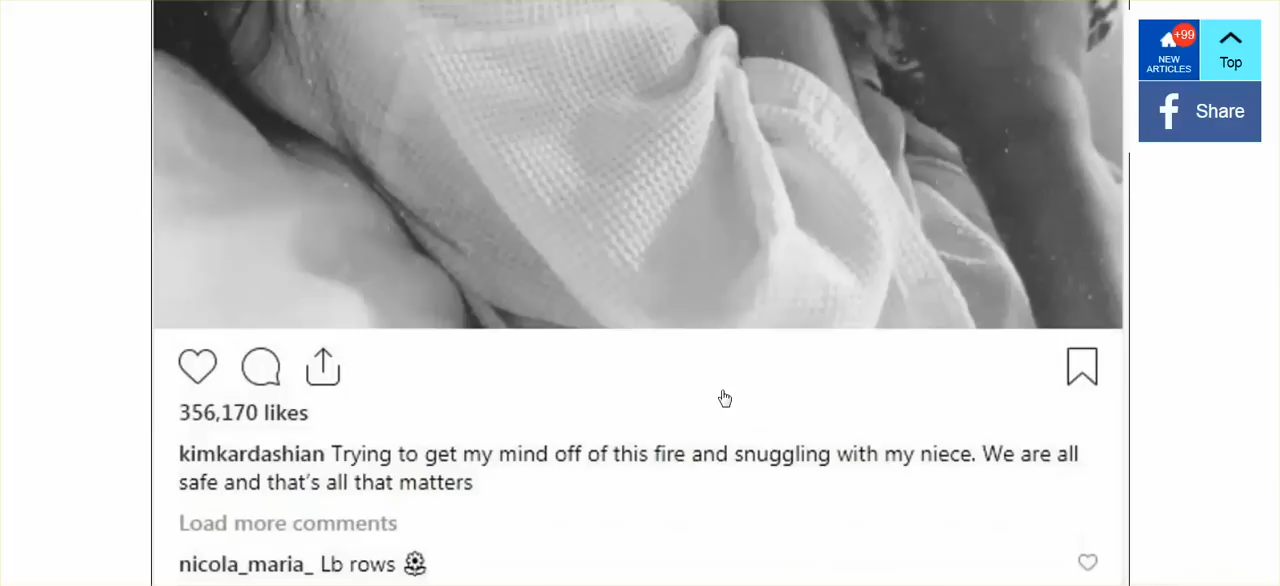 +99
NEW
ARTICLES
Top
Share
356,170 likes
kimkardashian Trying to get my mind off of this fire and snuggling with my niece. We are all
safe and that's all that matters
Load more comments
nicola_maria_ Lb rows